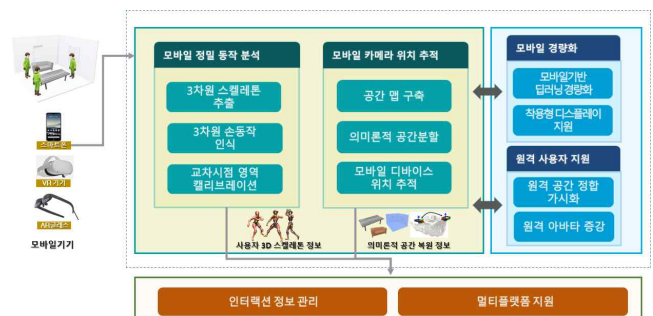 스마트폰
VR기기
AR글래스
모바일기기
모바일 정밀 동작 분석
3차원 스켈레톤
추출
3차원 손동작
인식
교차시점 영역
캘리브레이션
모바일 카메라 위치 추적
공간 맵 구축
의미론적 공간분할
모바일 디바이스
위치 추적
사용자 3D 스켈레톤 정보
의미론적 공간 복원 정보
모바일 경량화
모바일기반
딥러닝 경량화
착용형 디스플레이
지원
원격 사용자 지원
원격 공간 정합
가시화
원격 아바타 증강
인터랙션 정보 관리
멀티플랫폼 지원